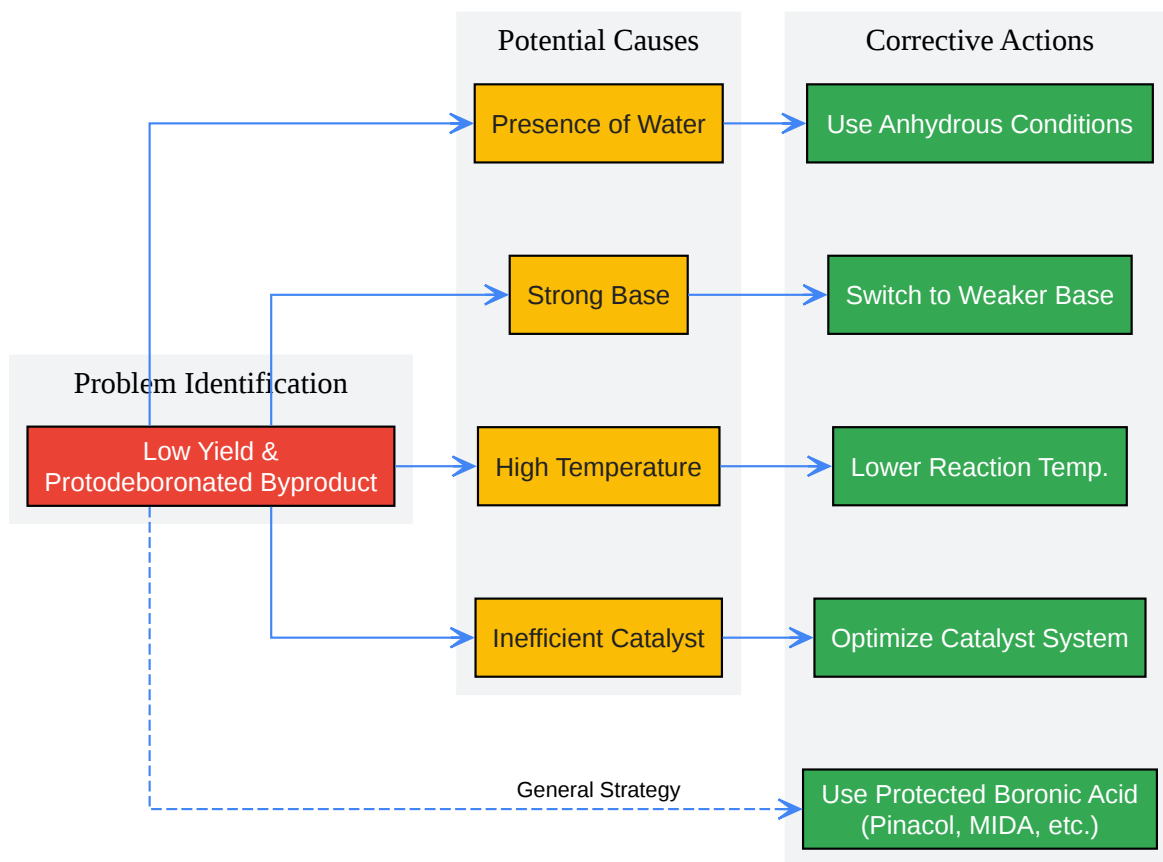 Potential Causes
Corrective Actions
Presence of Water
Use Anhydrous Conditions
Strong Base
Switch to Weaker Base
Problem Identification
Low Yield &
Protodeboronated Byproduct
High Temperature
Lower Reaction Temp.
Inefficient Catalyst
Optimize Catalyst System
General Strategy
Use Protected Boronic Acid
(Pinacol, MIDA, etc.)